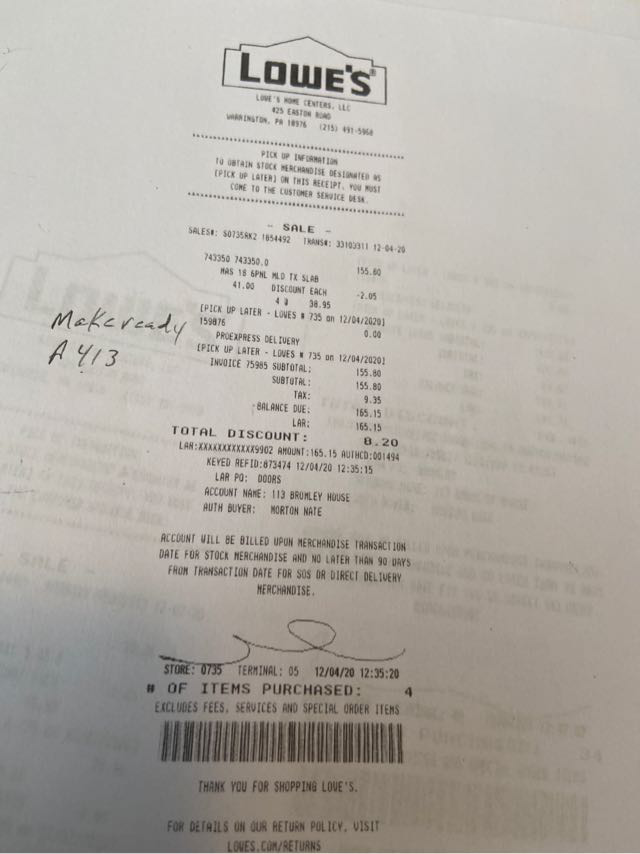 LOWE'S®
LOWE'S HOME CENTERS, LLC
425 EASTON ROAD
WARRINGTON, PA 18976 (215) 491-5960
PICK UP INFORMATION
TO OBTAIN STOCK MERCHANDISE DESIGNATED AS
[PICK UP LATER] ON THIS RECEIPT, YOU MUST
COME TO THE CUSTOMER SERVICE DESK.
- SALE -
SALES#: S0735RK2 1854492 TRANS#: 33103311 12-04-20
743350 743350.0 155.80
MAS 18 6PNL MLD TX SLAB
41.00 DISCOUNT EACH -2.05
4 @ 38.95
[PICK UP LATER - LOWES # 735 on 12/04/2020]
159876 0.00
PROEXPRESS DELIVERY
[PICK UP LATER - LOWES # 735 on 12/04/2020]
INVOICE 75985 SUBTOTAL: 155.80
SUBTOTAL: 155.80
TAX: 9.35
BALANCE DUE: 165.15
LAR: 165.15
TOTAL DISCOUNT: 8.20
LAR:XXXXXXXXXXXX9902 AMOUNT:165.15 AUTHCD:001494
KEYED REFID:873474 12/04/20 12:35:15
LAR PO: DOORS
ACCOUNT NAME: 113 BROMLEY HOUSE
AUTH BUYER: MORTON NATE
Makeready
A 413
ACCOUNT WILL BE BILLED UPON MERCHANDISE TRANSACTION
DATE FOR STOCK MERCHANDISE AND NO LATER THAN 90 DAYS
FROM TRANSACTION DATE FOR SOS OR DIRECT DELIVERY
MERCHANDISE.
STORE: 0735 TERMINAL: 05 12/04/20 12:35:20
# OF ITEMS PURCHASED: 4
EXCLUDES FEES, SERVICES AND SPECIAL ORDER ITEMS
THANK YOU FOR SHOPPING LOWE'S.
FOR DETAILS ON OUR RETURN POLICY, VISIT
LOWES.COM/RETURNS